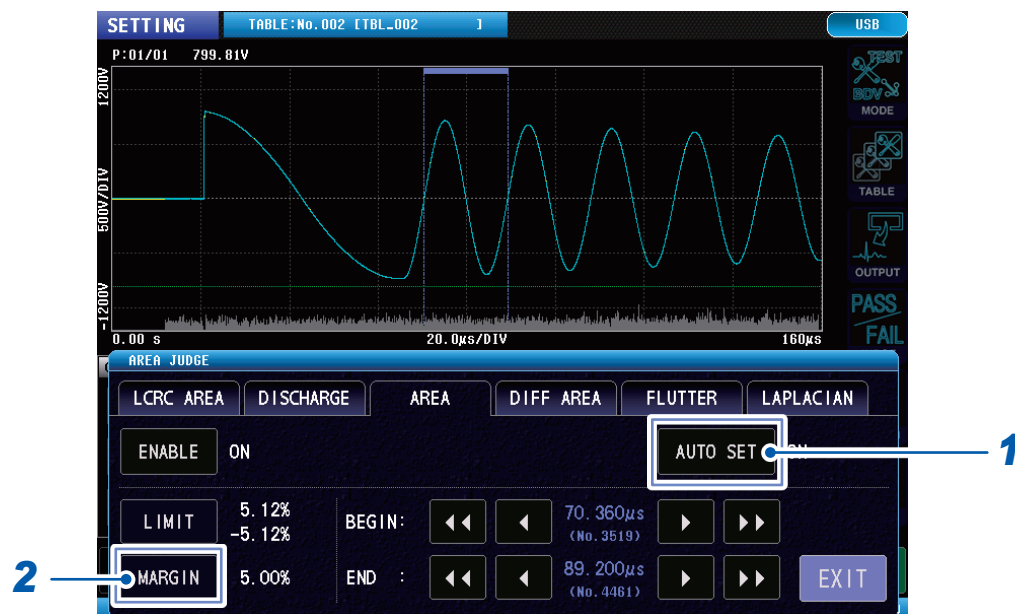 SETTING TABLE:No.002 [TBL_002 ] USB
P:01/01 799.81V
1200V
500V/DIV
-1200V
0.00 s 20.0µs/DIV 160µs
TEST
BDV
MODE
TABLE
OUTPUT
PASS
FAIL
AREA JUDGE
LCRC AREA DISCHARGE AREA DIFF AREA FLUTTER LAPLACIAN
ENABLE ON AUTO SET 1
LIMIT 5.12%
-5.12%
BEGIN: 70.360µs
(No.3519)
2 MARGIN 5.00% END : 89.200µs
(No.4461)
EXIT